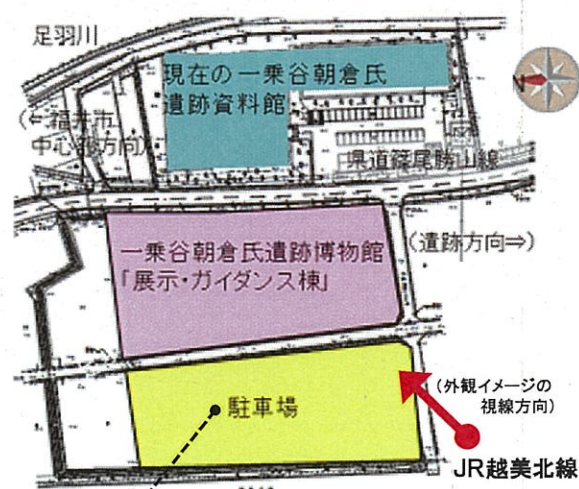 足羽川
現在の一乗谷朝倉氏
遺跡資料館
N
(←福井市
中心部方向)
県道篠尾勝山線
一乗谷朝倉氏遺跡博物館
「展示・ガイダンス棟」
(遺跡方向⇒)
駐車場
(外観イメージの
視線方向)
JR越美北線